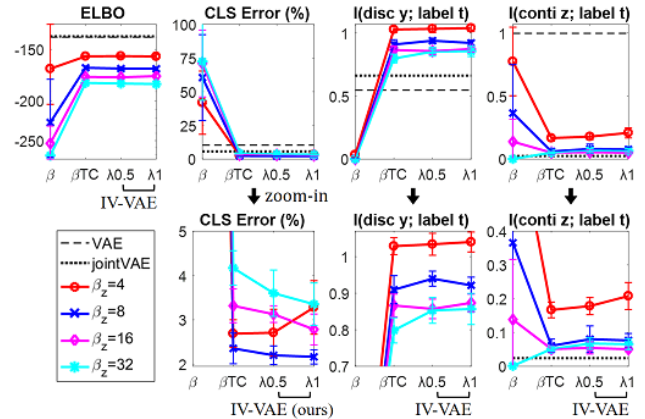 ELBO
CLS Error (%)
I(disc y; label t)
I(conti z; label t)
-150
-200
-250
β βTC λ0.5 λ1
IV-VAE
100
75
50
25
0
β βTC λ0.5 λ1
1
0.5
0
β βTC λ0.5 λ1
1
0.5
0
β βTC λ0.5 λ1
zoom-in
VAE
jointVAE
βz=4
βz=8
βz=16
βz=32
CLS Error (%)
5
4
3
2
β βTC λ0.5 λ1
IV-VAE (ours)
I(disc y; label t)
1.1
1
0.9
0.8
0.7
β βTC λ0.5 λ1
IV-VAE
I(conti z; label t)
0.4
0.3
0.2
0.1
0
β βTC λ0.5 λ1
IV-VAE